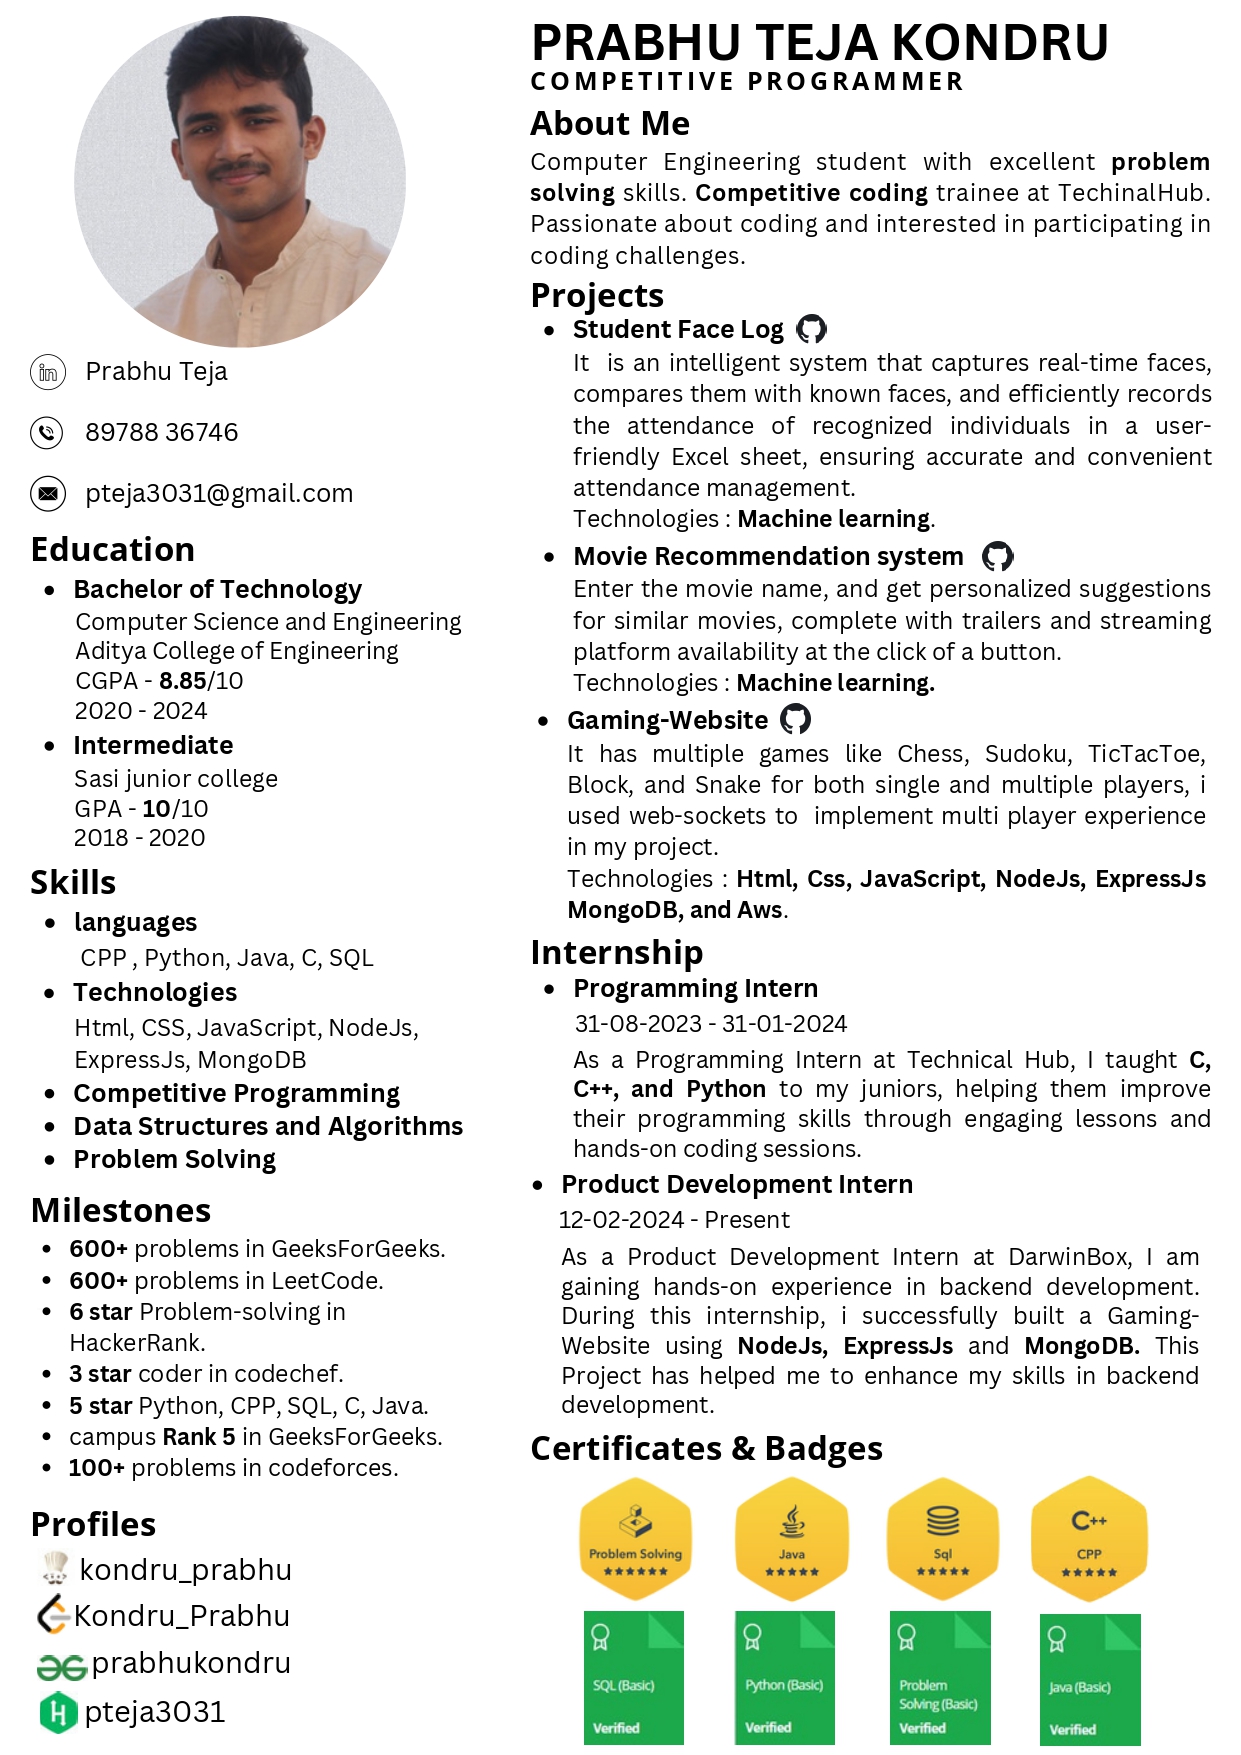 Prabhu Teja
89788 36746
pteja3031@gmail.com
Education
• Bachelor of Technology
Computer Science and Engineering
Aditya College of Engineering
CGPA - 8.85/10
2020 - 2024
• Intermediate
Sasi junior college
GPA - 10/10
2018 - 2020
Skills
• languages
CPP , Python, Java, C, SQL
• Technologies
Html, CSS, JavaScript, NodeJs,
ExpressJs, MongoDB
• Competitive Programming
• Data Structures and Algorithms
• Problem Solving
Milestones
• 600+ problems in GeeksForGeeks.
• 600+ problems in LeetCode.
• 6 star Problem-solving in
HackerRank.
• 3 star coder in codechef.
• 5 star Python, CPP, SQL, C, Java.
• campus Rank 5 in GeeksForGeeks.
• 100+ problems in codeforces.
Profiles
kondru_prabhu
Kondru_Prabhu
prabhukondru
pteja3031
PRABHU TEJA KONDRU
COMPETITIVE PROGRAMMER
About Me
Computer Engineering student with excellent problem
solving skills. Competitive coding trainee at TechinalHub.
Passionate about coding and interested in participating in
coding challenges.
Projects
• Student Face Log
It is an intelligent system that captures real-time faces,
compares them with known faces, and efficiently records
the attendance of recognized individuals in a user-
friendly Excel sheet, ensuring accurate and convenient
attendance management.
Technologies : Machine learning.
• Movie Recommendation system
Enter the movie name, and get personalized suggestions
for similar movies, complete with trailers and streaming
platform availability at the click of a button.
Technologies : Machine learning.
• Gaming-Website
It has multiple games like Chess, Sudoku, TicTacToe,
Block, and Snake for both single and multiple players, i
used web-sockets to implement multi player experience
in my project.
Technologies : Html, Css, JavaScript, NodeJs, ExpressJs
MongoDB, and Aws.
Internship
• Programming Intern
31-08-2023 - 31-01-2024
As a Programming Intern at Technical Hub, I taught C,
C++, and Python to my juniors, helping them improve
their programming skills through engaging lessons and
hands-on coding sessions.
• Product Development Intern
12-02-2024 - Present
As a Product Development Intern at DarwinBox, I am
gaining hands-on experience in backend development.
During this internship, i successfully built a Gaming-
Website using NodeJs, ExpressJs and MongoDB. This
Project has helped me to enhance my skills in backend
development.
Certificates & Badges
Problem Solving
★★★★★★
Java
★★★★★
Sql
★★★★★
C++
CPP
★★★★★
SQL (Basic)
Verified
Python (Basic)
Verified
Problem
Solving (Basic)
Verified
Java (Basic)
Verified